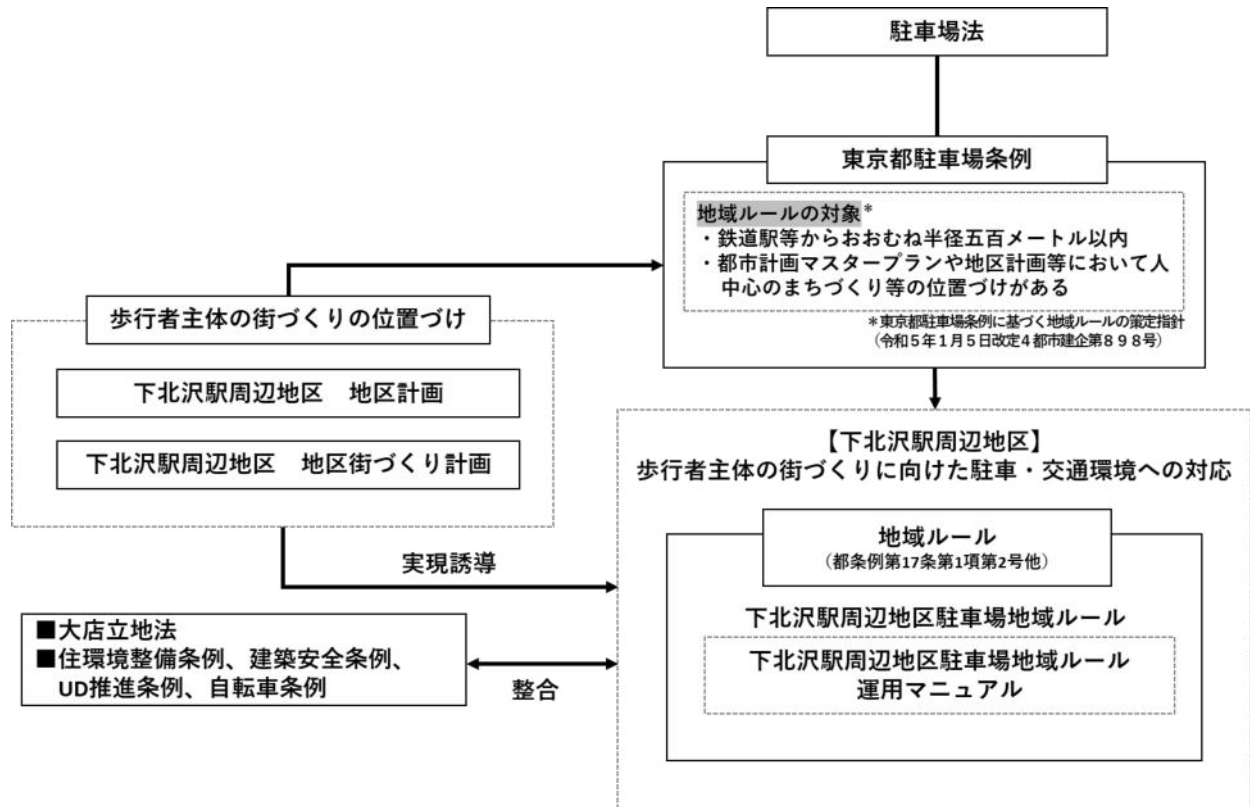 駐車場法
東京都駐車場条例
地域ルールの対象*
・鉄道駅等からおおむね半径五百メートル以内
・都市計画マスタープランや地区計画等において人
中心のまちづくり等の位置づけがある
*東京都駐車場条例に基づく地域ルールの策定指針
（令和５年１月５日改定４都市建企第８９８号）
歩行者主体の街づくりの位置づけ
下北沢駅周辺地区　地区計画
下北沢駅周辺地区　地区街づくり計画
実現誘導
■大店立地法
■住環境整備条例、建築安全条例、
UD推進条例、自転車条例
整合
【下北沢駅周辺地区】
歩行者主体の街づくりに向けた駐車・交通環境への対応
地域ルール
（都条例第17条第1項第2号他）
下北沢駅周辺地区駐車場地域ルール
下北沢駅周辺地区駐車場地域ルール
運用マニュアル